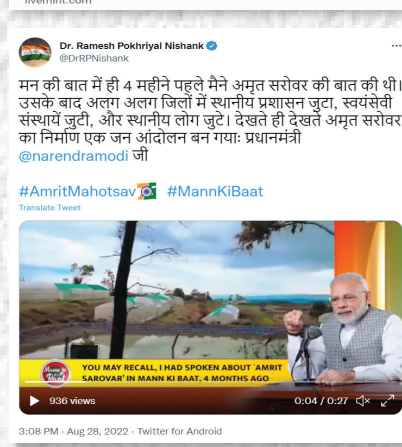 livemint.com
Dr. Ramesh Pokhriyal Nishank
@DrRPNishank
मन की बात में ही 4 महीने पहले मैने अमृत सरोवर की बात की थी।
उसके बाद अलग अलग जिलों में स्थानीय प्रशासन जुटा, स्वयंसेवी
संस्थायें जुटी, और स्थानीय लोग जुटे। देखते ही देखते अमृत सरोवर
का निर्माण एक जन आंदोलन बन गयाः प्रधानमंत्री
@narendramodi जी
#AmritMahotsav #MannKiBaat
Translate Tweet
YOU MAY RECALL, I HAD SPOKEN ABOUT 'AMRIT
SAROVAR' IN MANN KI BAAT, 4 MONTHS AGO
936 views
0:04 / 0:27
3:08 PM - Aug 28, 2022 - Twitter for Android